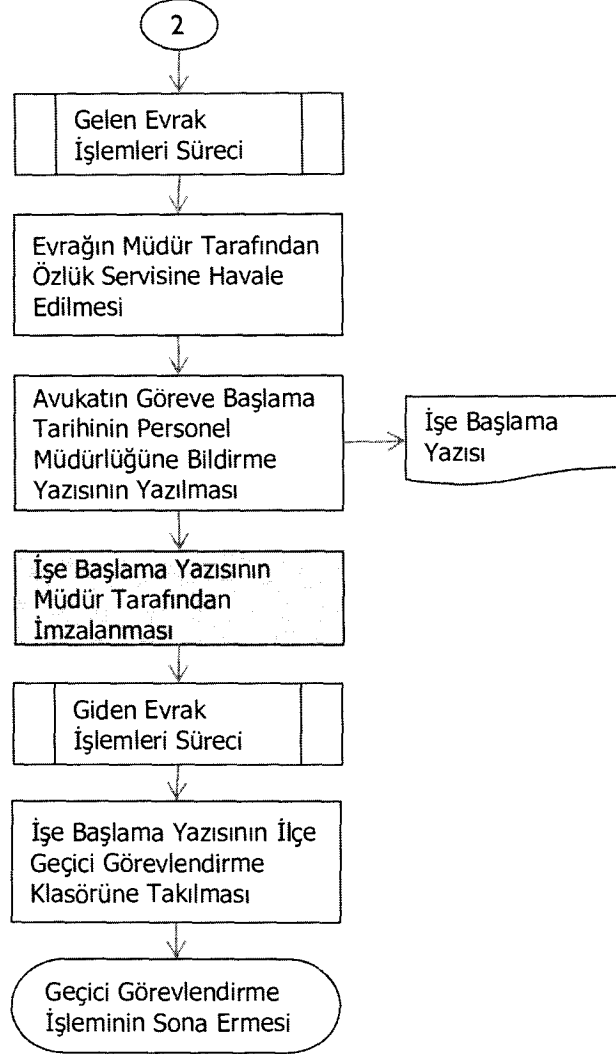 2
Gelen Evrak
İşlemleri Süreci
Evrağın Müdür Tarafından
Özlük Servisine Havale
Edilmesi
Avukatın Göreve Başlama
Tarihinin Personel
Müdürlüğüne Bildirme
Yazısının Yazılması
İşe Başlama
Yazısı
İşe Başlama Yazısının
Müdür Tarafından
İmzalanması
Giden Evrak
İşlemleri Süreci
İşe Başlama Yazısının İlçe
Geçici Görevlendirme
Klasörüne Takılması
Geçici Görevlendirme
İşleminin Sona Ermesi